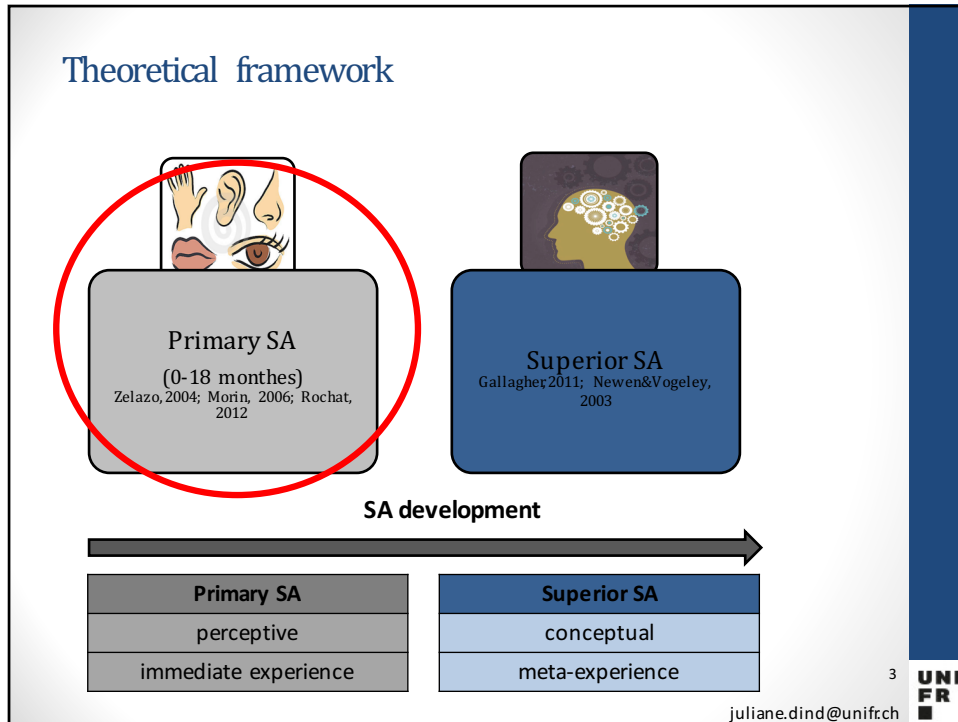 Theoretical framework
Primary SA
(0-18 monthes)
Zelazo, 2004; Morin, 2006; Rochat,
2012
Superior SA
Gallagher, 2011; Newen&Vogeley,
2003
SA development
Primary SA
perceptive
immediate experience
Superior SA
conceptual
meta-experience
3
juliane.dind@unifr.ch
UNI
FR